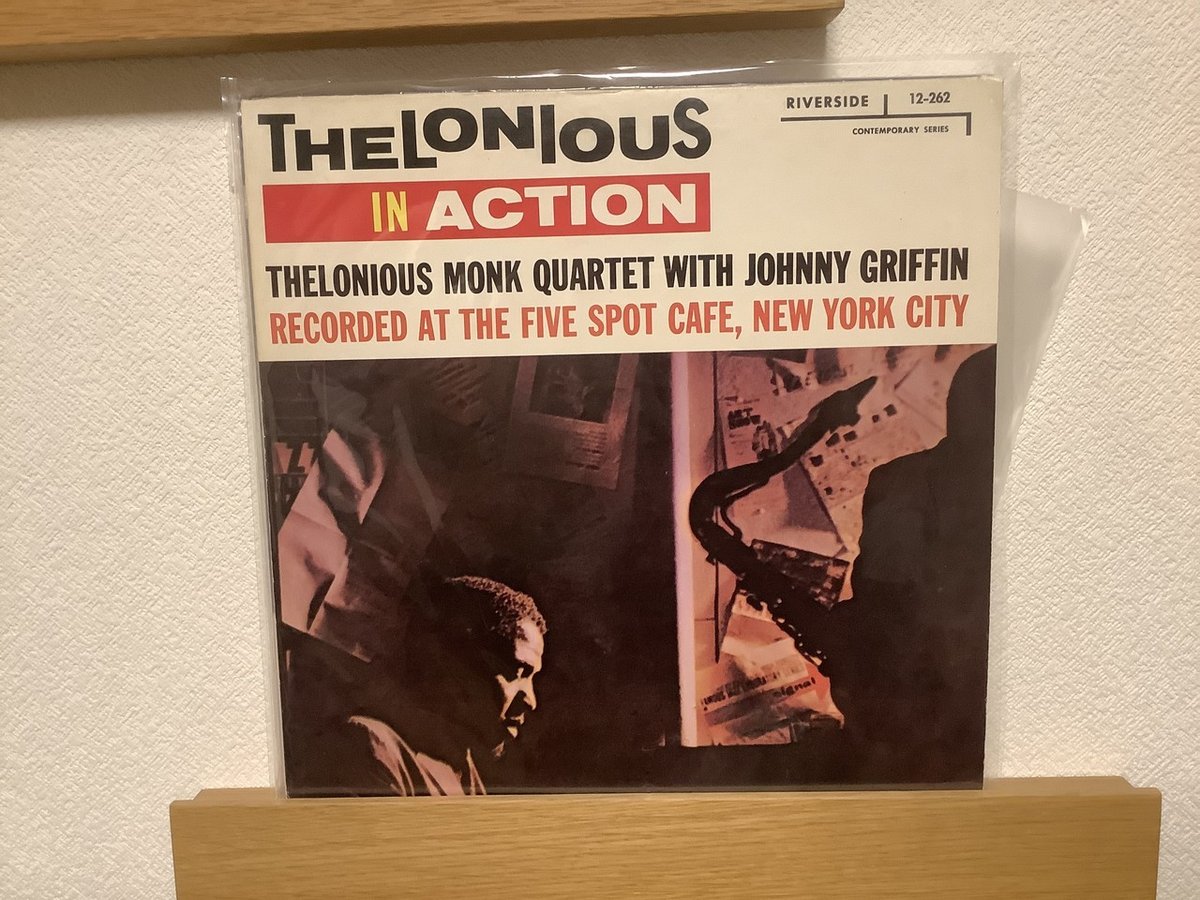 THELONIOUS
IN ACTION
RIVERSIDE 12-262
CONTEMPORARY SERIES
THELONIOUS MONK QUARTET WITH JOHNNY GRIFFIN
RECORDED AT THE FIVE SPOT CAFE, NEW YORK CITY